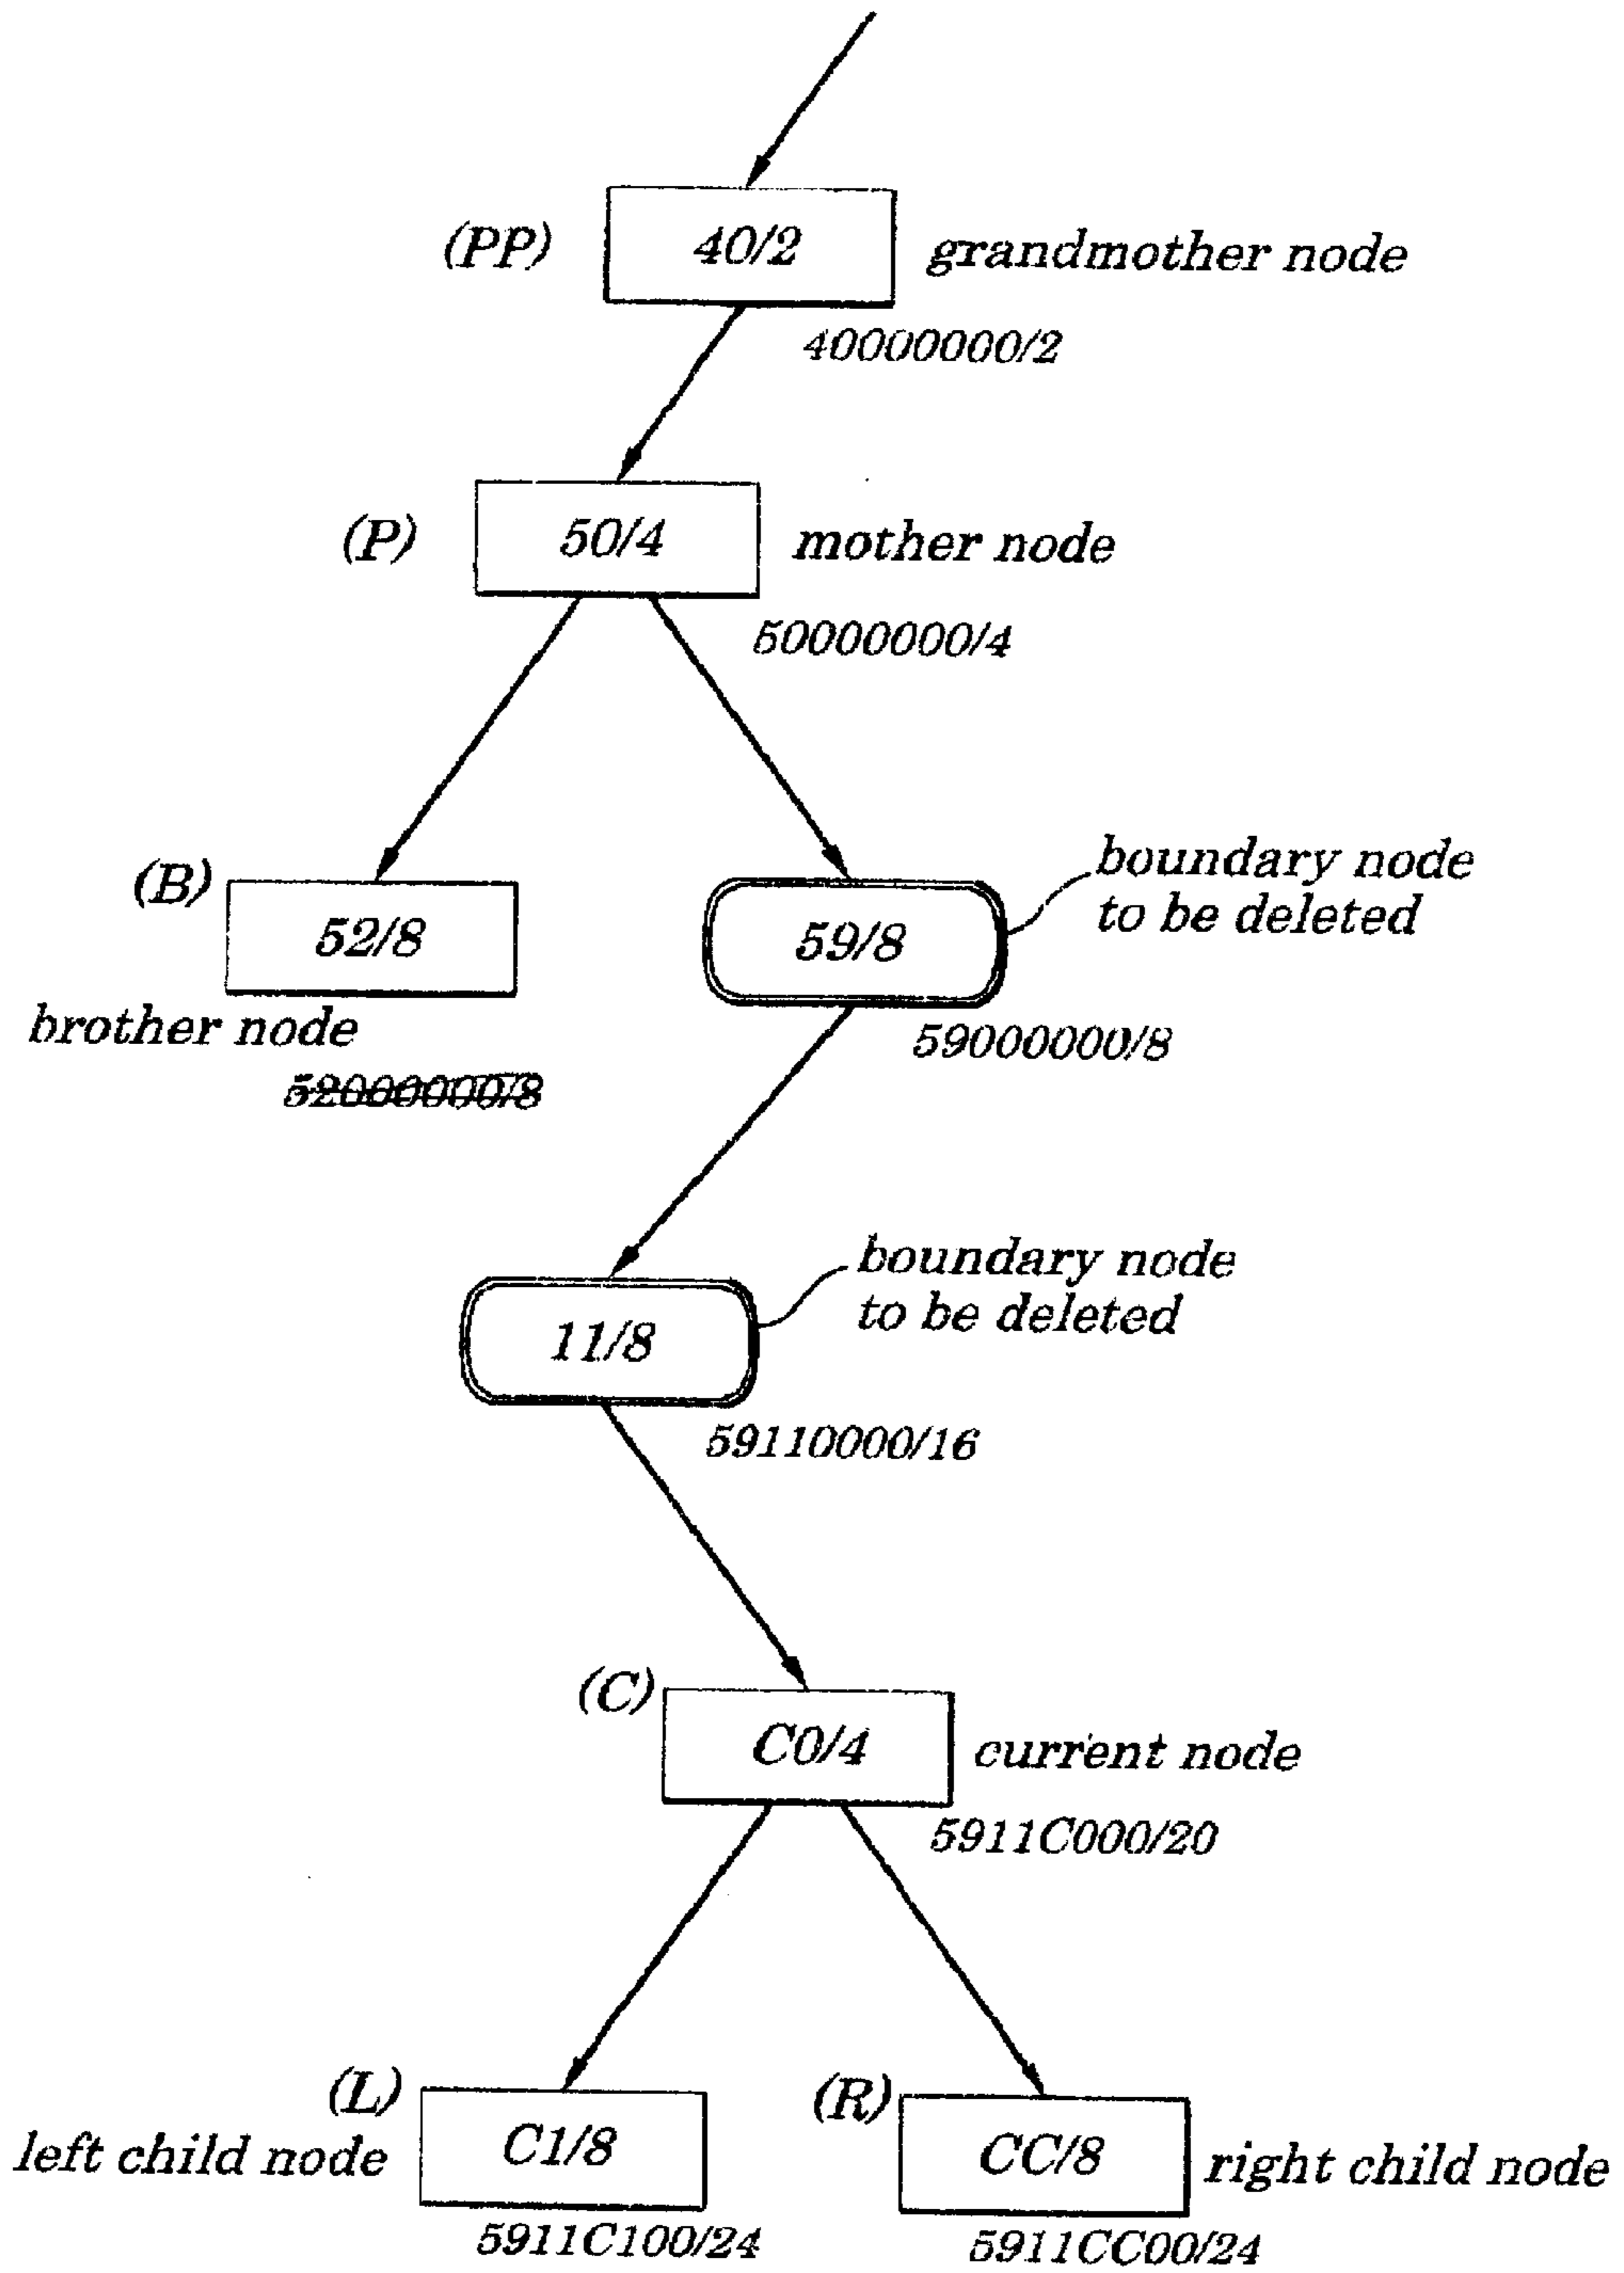 (PP)
40/2
grandmother node
40000000/2
(P)
50/4
mother node
50000000/4
(B)
52/8
brother node
52000000/8
59/8
boundary node
to be deleted
59000000/8
11/8
boundary node
to be deleted
59110000/16
(C)
C0/4
current node
5911C000/20
(L)
C1/8
left child node
5911C100/24
(R)
CC/8
right child node
5911CC00/24